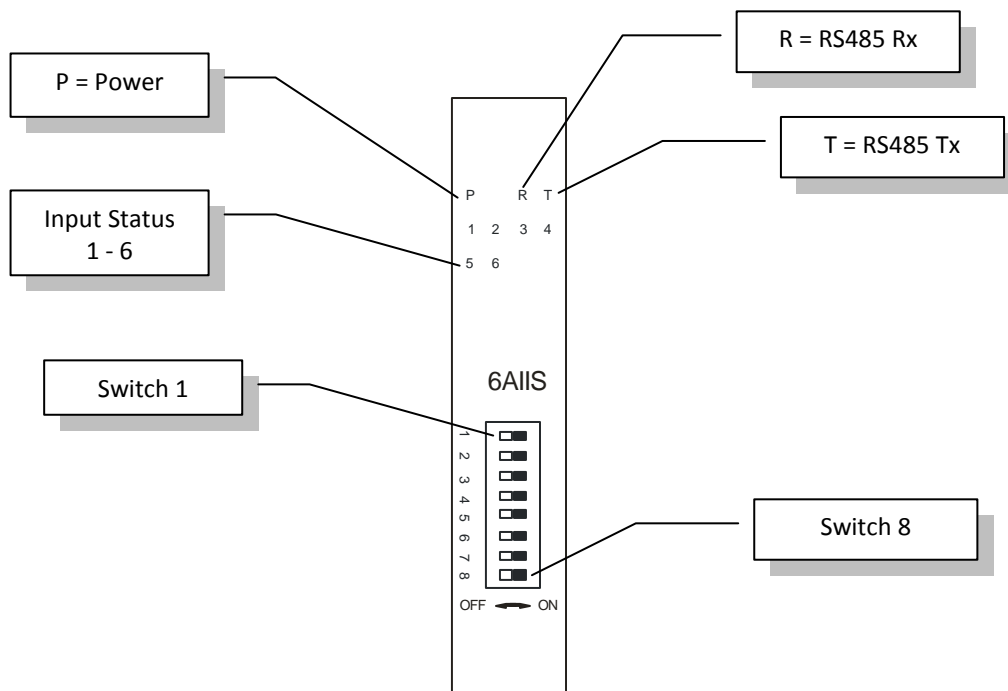 R = RS485 Rx
P = Power
T = RS485 Tx
P R T
Input Status
1 - 6
1 2 3 4
5 6
6AIIS
Switch 1
1
2
3
4
5
6
7
8
Switch 8
OFF ON